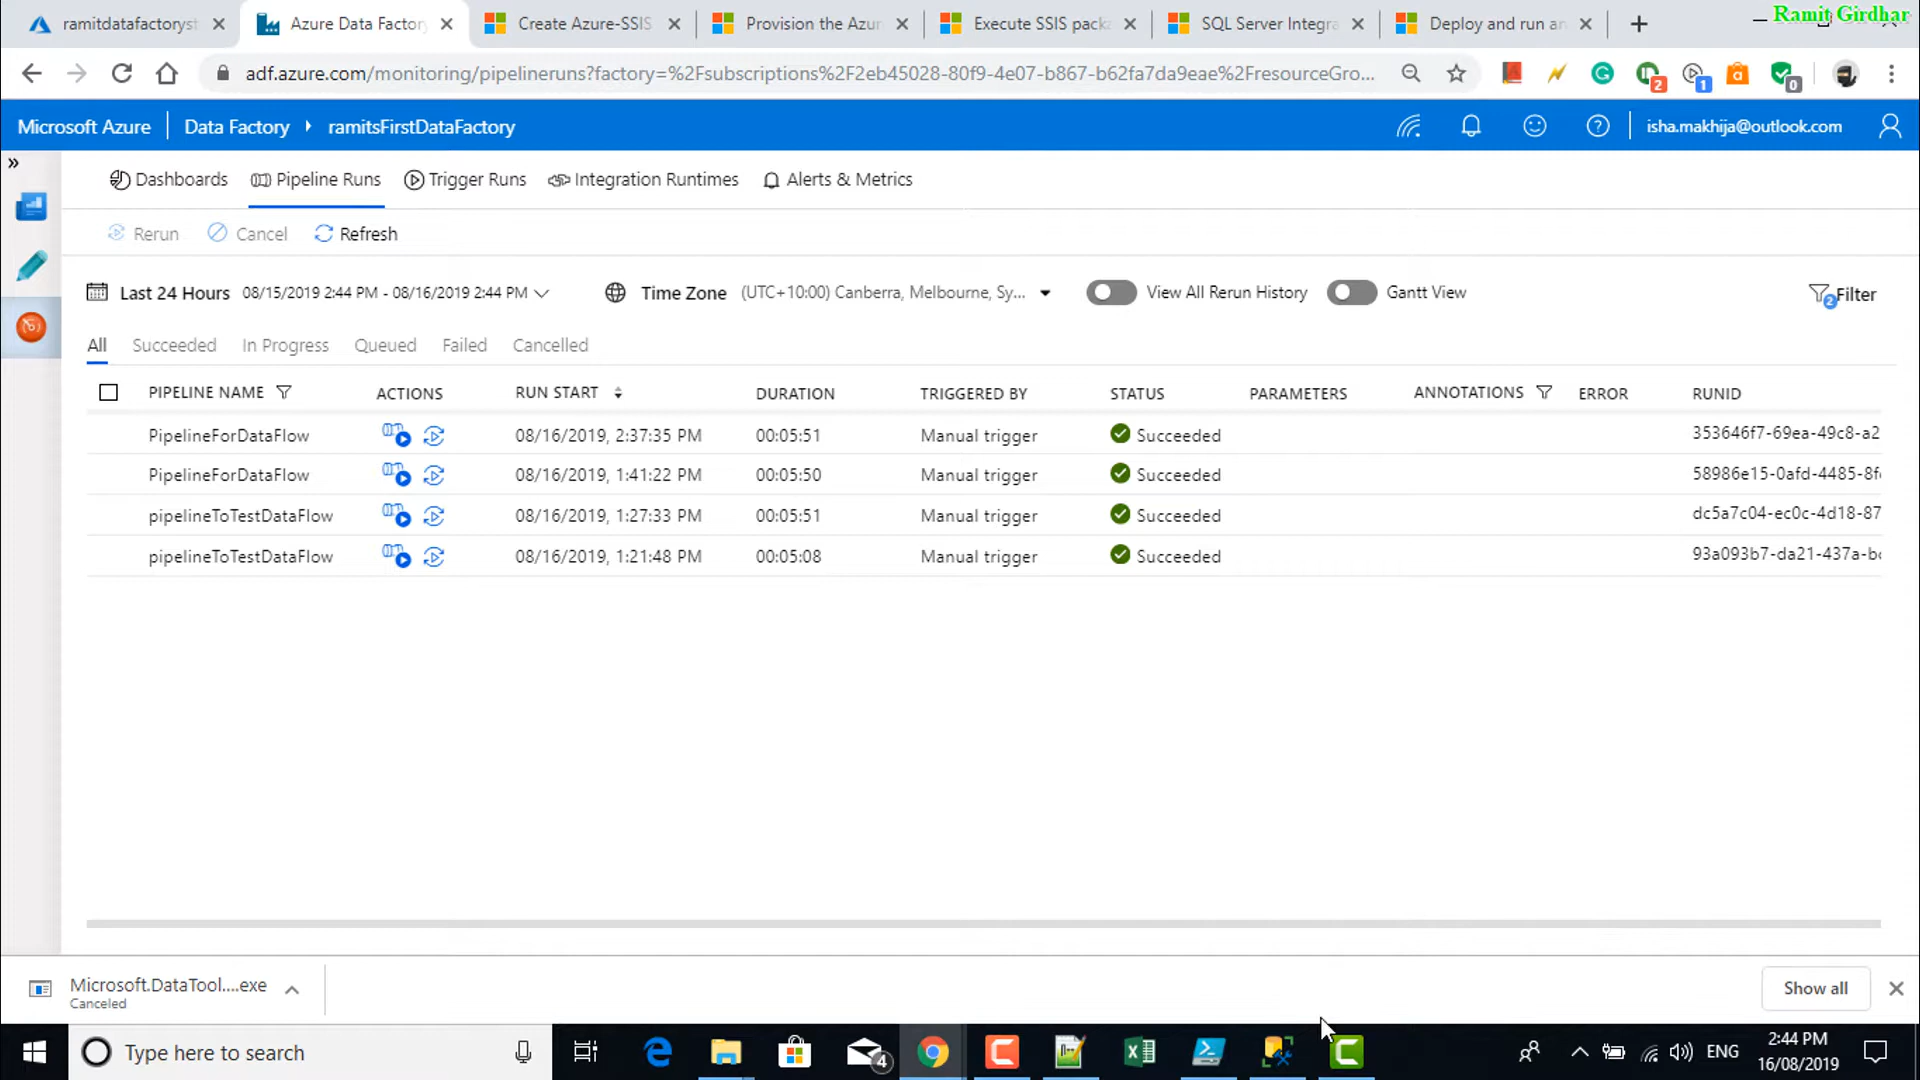 ramitdatafactoryst
Azure Data Factory
Create Azure-SSIS
Provision the Azur
Execute SSIS pack
SQL Server Integra
Deploy and run an
Ramit Girdhar
adf.azure.com/monitoring/pipelineruns?factory=%2Fsubscriptions%2F2eb45028-80f9-4e07-b867-b62fa7da9eae%2FresourceGro...
2
1
0
Microsoft Azure
Data Factory
ramitsFirstDataFactory
isha.makhija@outlook.com
Dashboards
Pipeline Runs
Trigger Runs
Integration Runtimes
Alerts & Metrics
Rerun
Cancel
Refresh
Last 24 Hours 08/15/2019 2:44 PM - 08/16/2019 2:44 PM
Time Zone (UTC+10:00) Canberra, Melbourne, Sy...
View All Rerun History
Gantt View
2
Filter
All
Succeeded
In Progress
Queued
Failed
Cancelled
PIPELINE NAME ACTIONS RUN START DURATION TRIGGERED BY STATUS PARAMETERS ANNOTATIONS ERROR RUNID
PipelineForDataFlow 08/16/2019, 2:37:35 PM 00:05:51 Manual trigger Succeeded 353646f7-69ea-49c8-a2
PipelineForDataFlow 08/16/2019, 1:41:22 PM 00:05:50 Manual trigger Succeeded 58986e15-0afd-4485-8f
pipelineToTestDataFlow 08/16/2019, 1:27:33 PM 00:05:51 Manual trigger Succeeded dc5a7c04-ec0c-4d18-87
pipelineToTestDataFlow 08/16/2019, 1:21:48 PM 00:05:08 Manual trigger Succeeded 93a093b7-da21-437a-b
Microsoft.DataTool....exe
Canceled
Show all
Type here to search
4
ENG
2:44 PM
16/08/2019